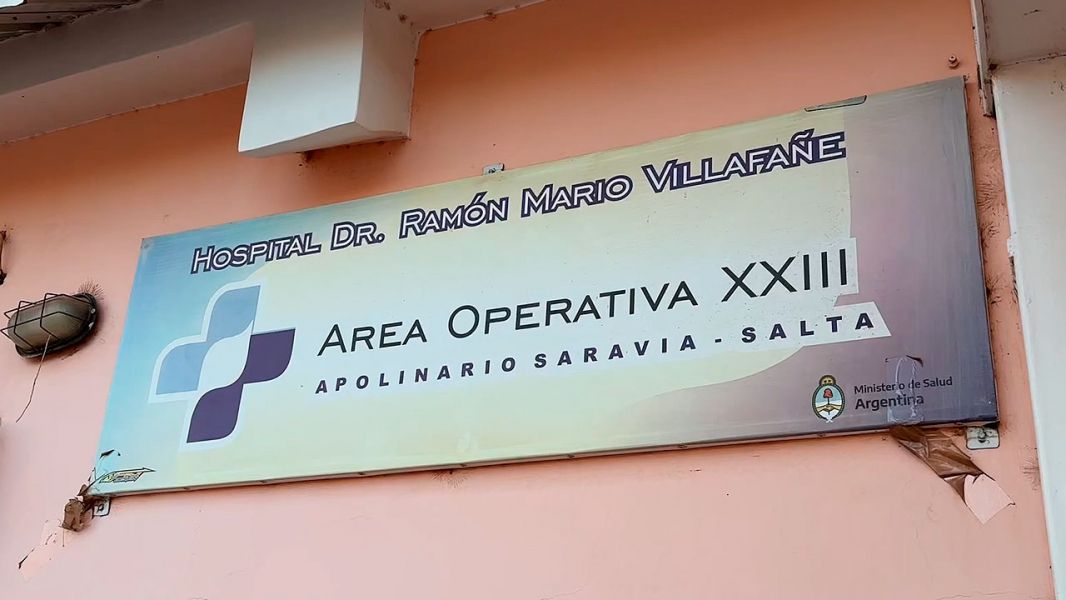 HOSPITAL DR. RAMÓN MARIO VILLAFAÑE
AREA OPERATIVA XXIII
APOLINARIO SARAVIA - SALTA
Ministerio de Salud
Argentina